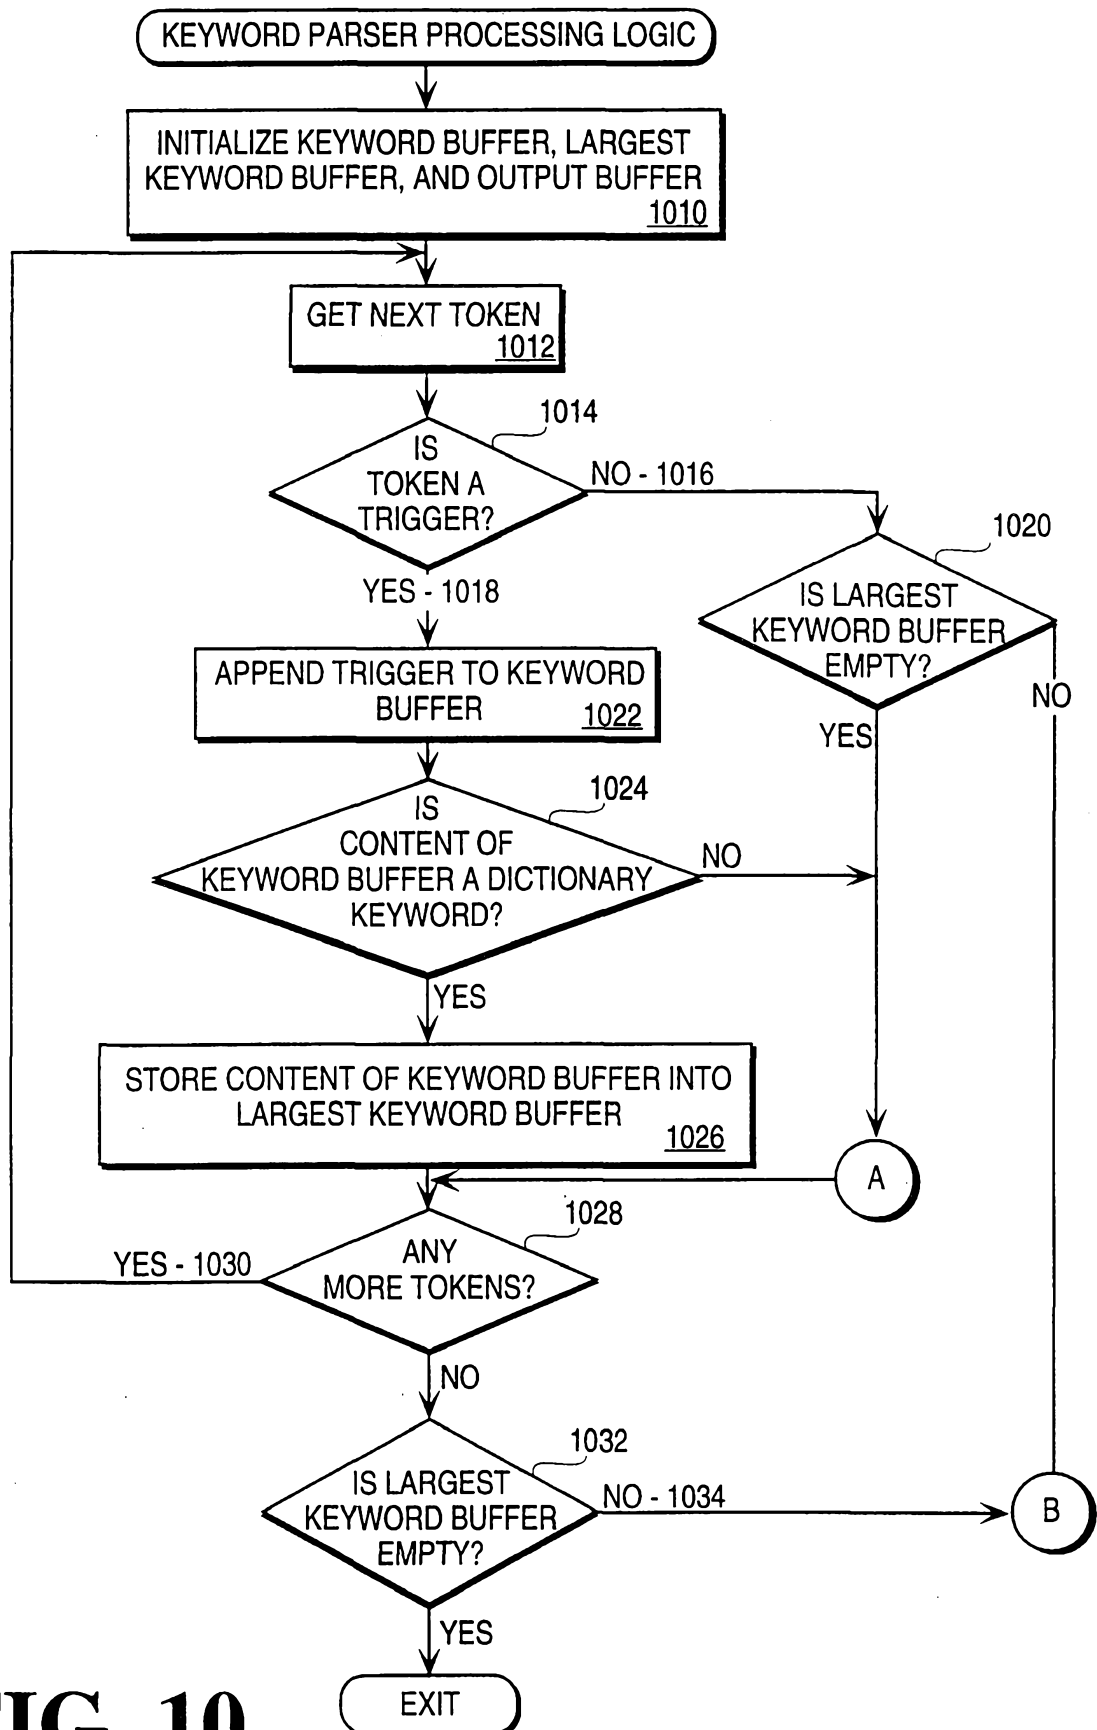 KEYWORD PARSER PROCESSING LOGIC
INITIALIZE KEYWORD BUFFER, LARGEST
KEYWORD BUFFER, AND OUTPUT BUFFER
1010
GET NEXT TOKEN
1012
1014
IS
TOKEN A
TRIGGER?
NO - 1016
YES - 1018
1020
IS LARGEST
KEYWORD BUFFER
EMPTY?
NO
YES
APPEND TRIGGER TO KEYWORD
BUFFER
1022
1024
IS
CONTENT OF
KEYWORD BUFFER A DICTIONARY
KEYWORD?
NO
YES
STORE CONTENT OF KEYWORD BUFFER INTO
LARGEST KEYWORD BUFFER
1026
A
1028
ANY
MORE TOKENS?
YES - 1030
NO
1032
IS LARGEST
KEYWORD BUFFER
EMPTY?
NO - 1034
B
YES
EXIT
FIG. 10